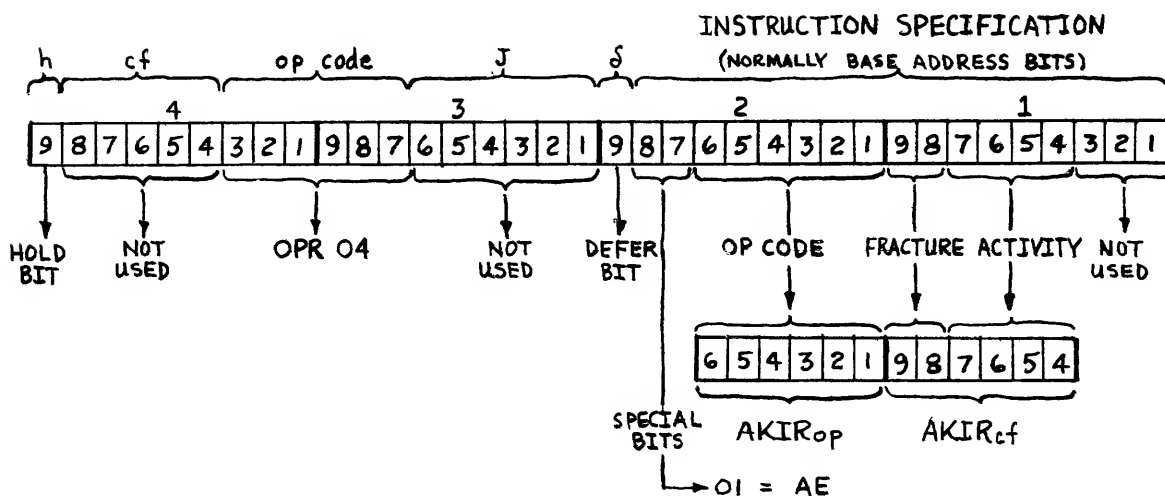 INSTRUCTION SPECIFICATION
h cf op code J δ (NORMALLY BASE ADDRESS BITS)
4 3 2 1
9 8 7 6 5 4 3 2 1 9 8 7 6 5 4 3 2 1 9 8 7 6 5 4 3 2 1 9 8 7 6 5 4 3 2 1
HOLD BIT
NOT USED
OPR 04
NOT USED
DEFER BIT
OP CODE
FRACTURE
ACTIVITY
NOT USED
6 5 4 3 2 1 9 8 7 6 5 4
SPECIAL BITS
AKIRop
AKIRcf
01 = AE